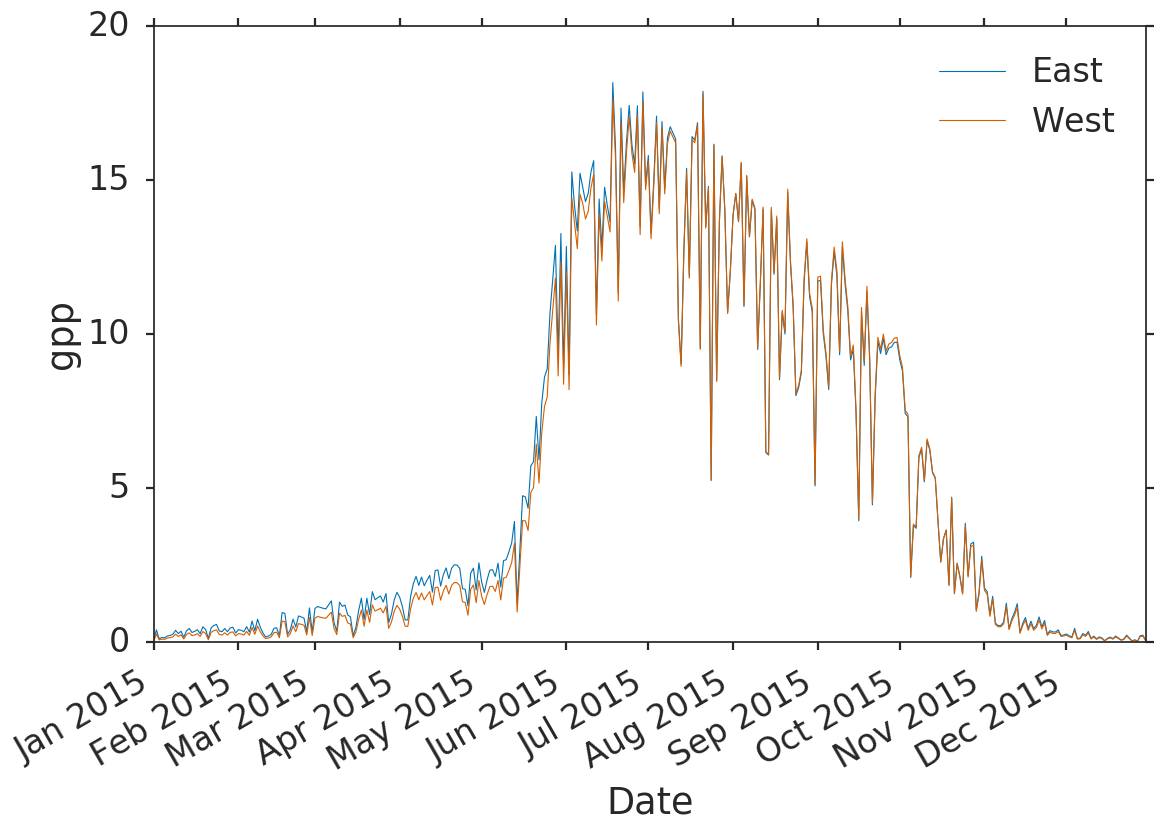 20
15
10
5
0
gpp
East
West
Jan 2015
Feb 2015
Mar 2015
Apr 2015
May 2015
Jun 2015
Jul 2015
Aug 2015
Sep 2015
Oct 2015
Nov 2015
Dec 2015
Date